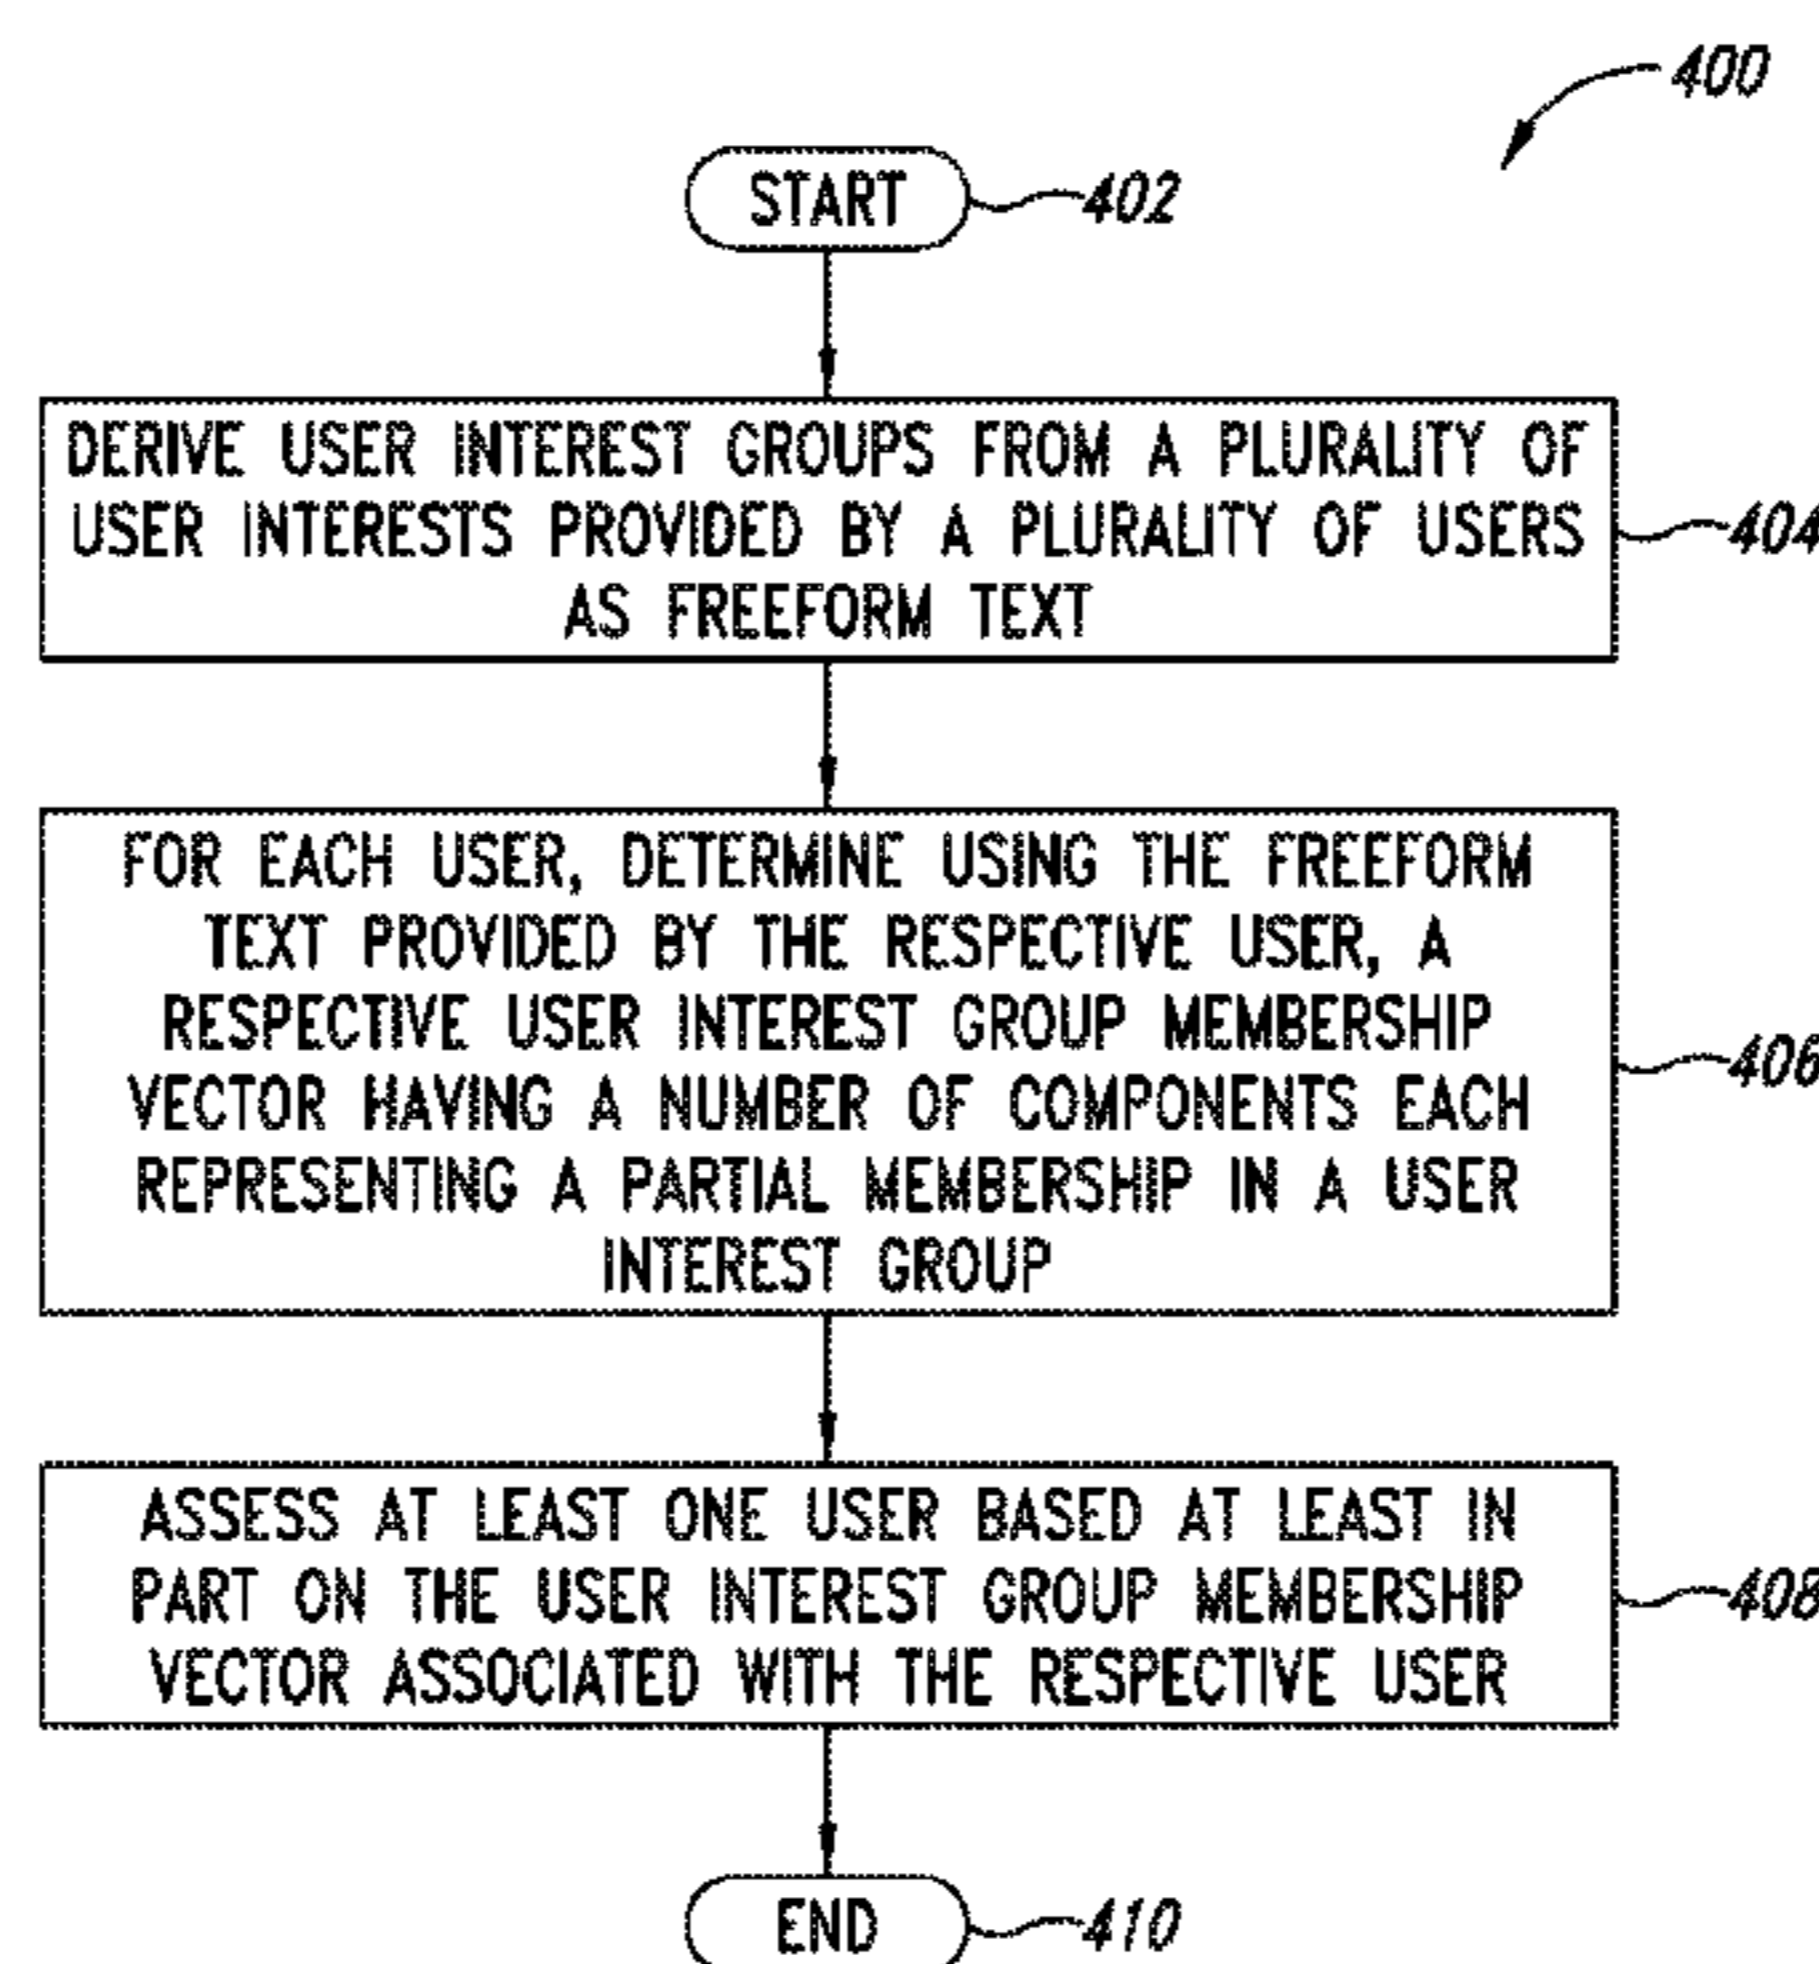 400
START
402
DERIVE USER INTEREST GROUPS FROM A PLURALITY OF
USER INTERESTS PROVIDED BY A PLURALITY OF USERS
AS FREEFORM TEXT
404
FOR EACH USER, DETERMINE USING THE FREEFORM
TEXT PROVIDED BY THE RESPECTIVE USER, A
RESPECTIVE USER INTEREST GROUP MEMBERSHIP
VECTOR HAVING A NUMBER OF COMPONENTS EACH
REPRESENTING A PARTIAL MEMBERSHIP IN A USER
INTEREST GROUP
406
ASSESS AT LEAST ONE USER BASED AT LEAST IN
PART ON THE USER INTEREST GROUP MEMBERSHIP
VECTOR ASSOCIATED WITH THE RESPECTIVE USER
408
END
410